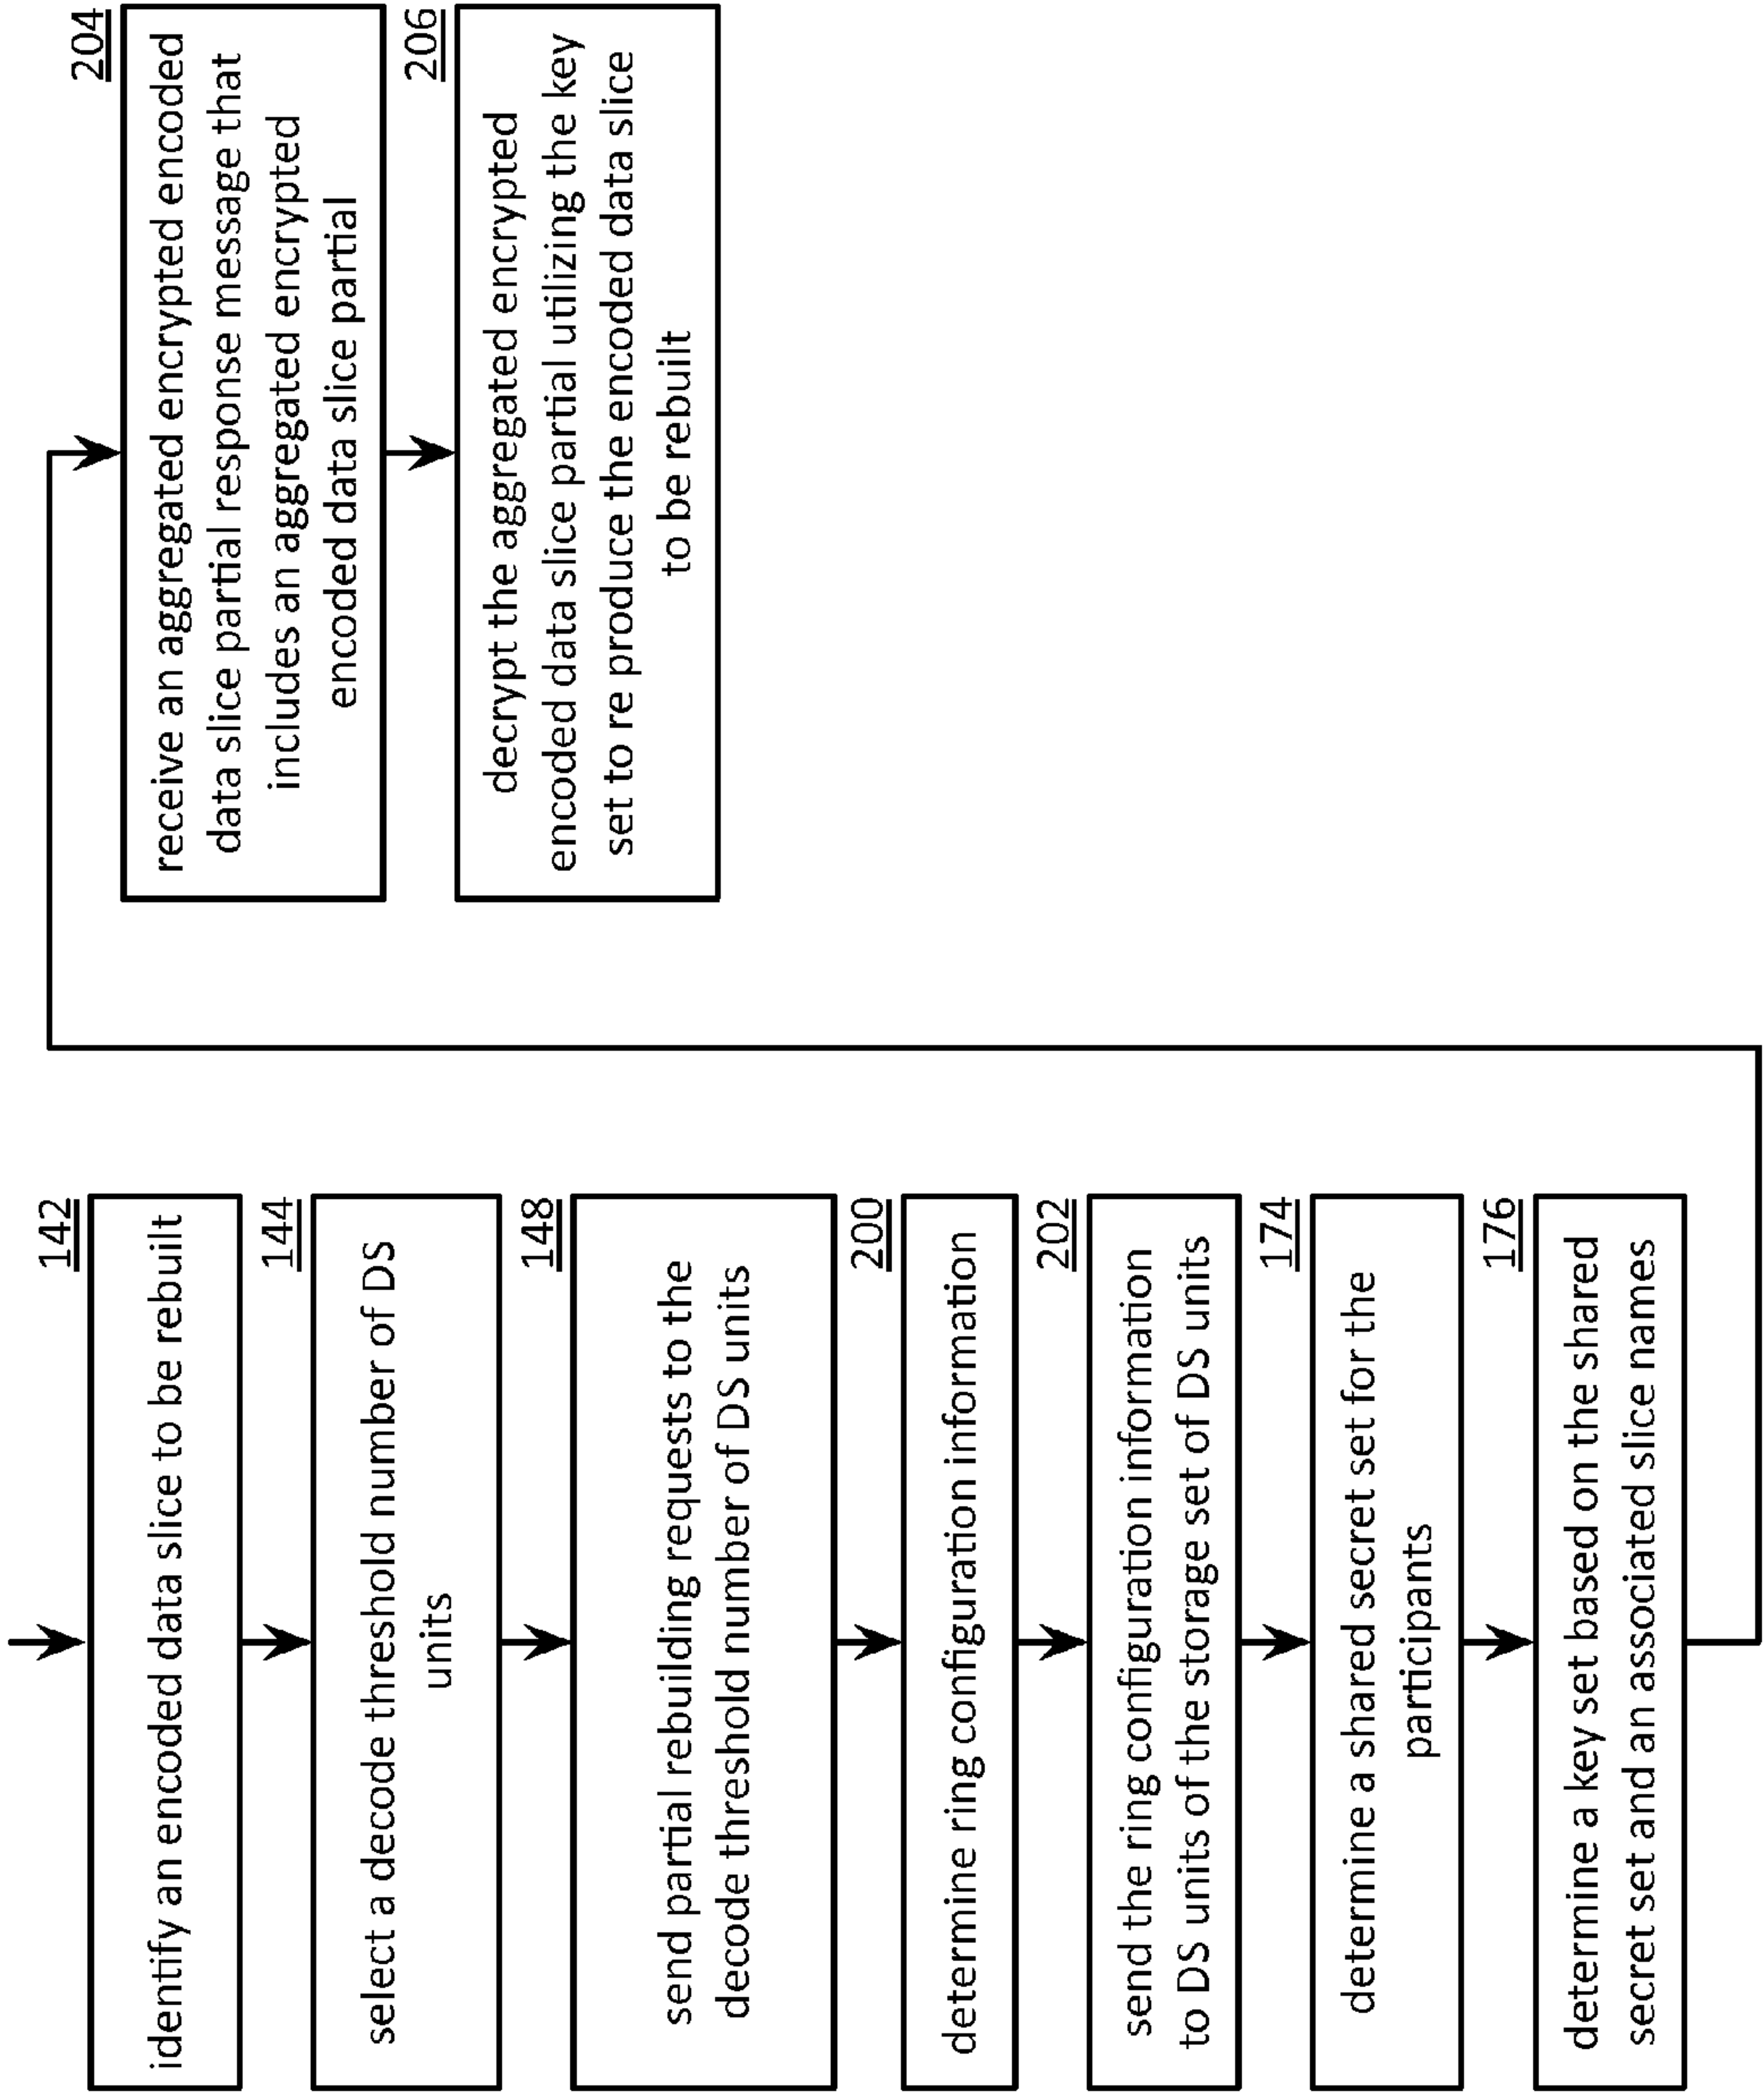 142
identify an encoded data slice to be rebuilt
144
select a decode threshold number of DS
units
148
send partial rebuilding requests to the
decode threshold number of DS units
200
determine ring configuration information
202
send the ring configuration information
to DS units of the storage set of DS units
174
determine a shared secret set for the
participants
176
determine a key set based on the shared
secret set and an associated slice names
204
receive an aggregated encrypted encoded
data slice partial response message that
includes an aggregated encrypted
encoded data slice partial
206
decrypt the aggregated encrypted
encoded data slice partial utilizing the key
set to re produce the encoded data slice
to be rebuilt